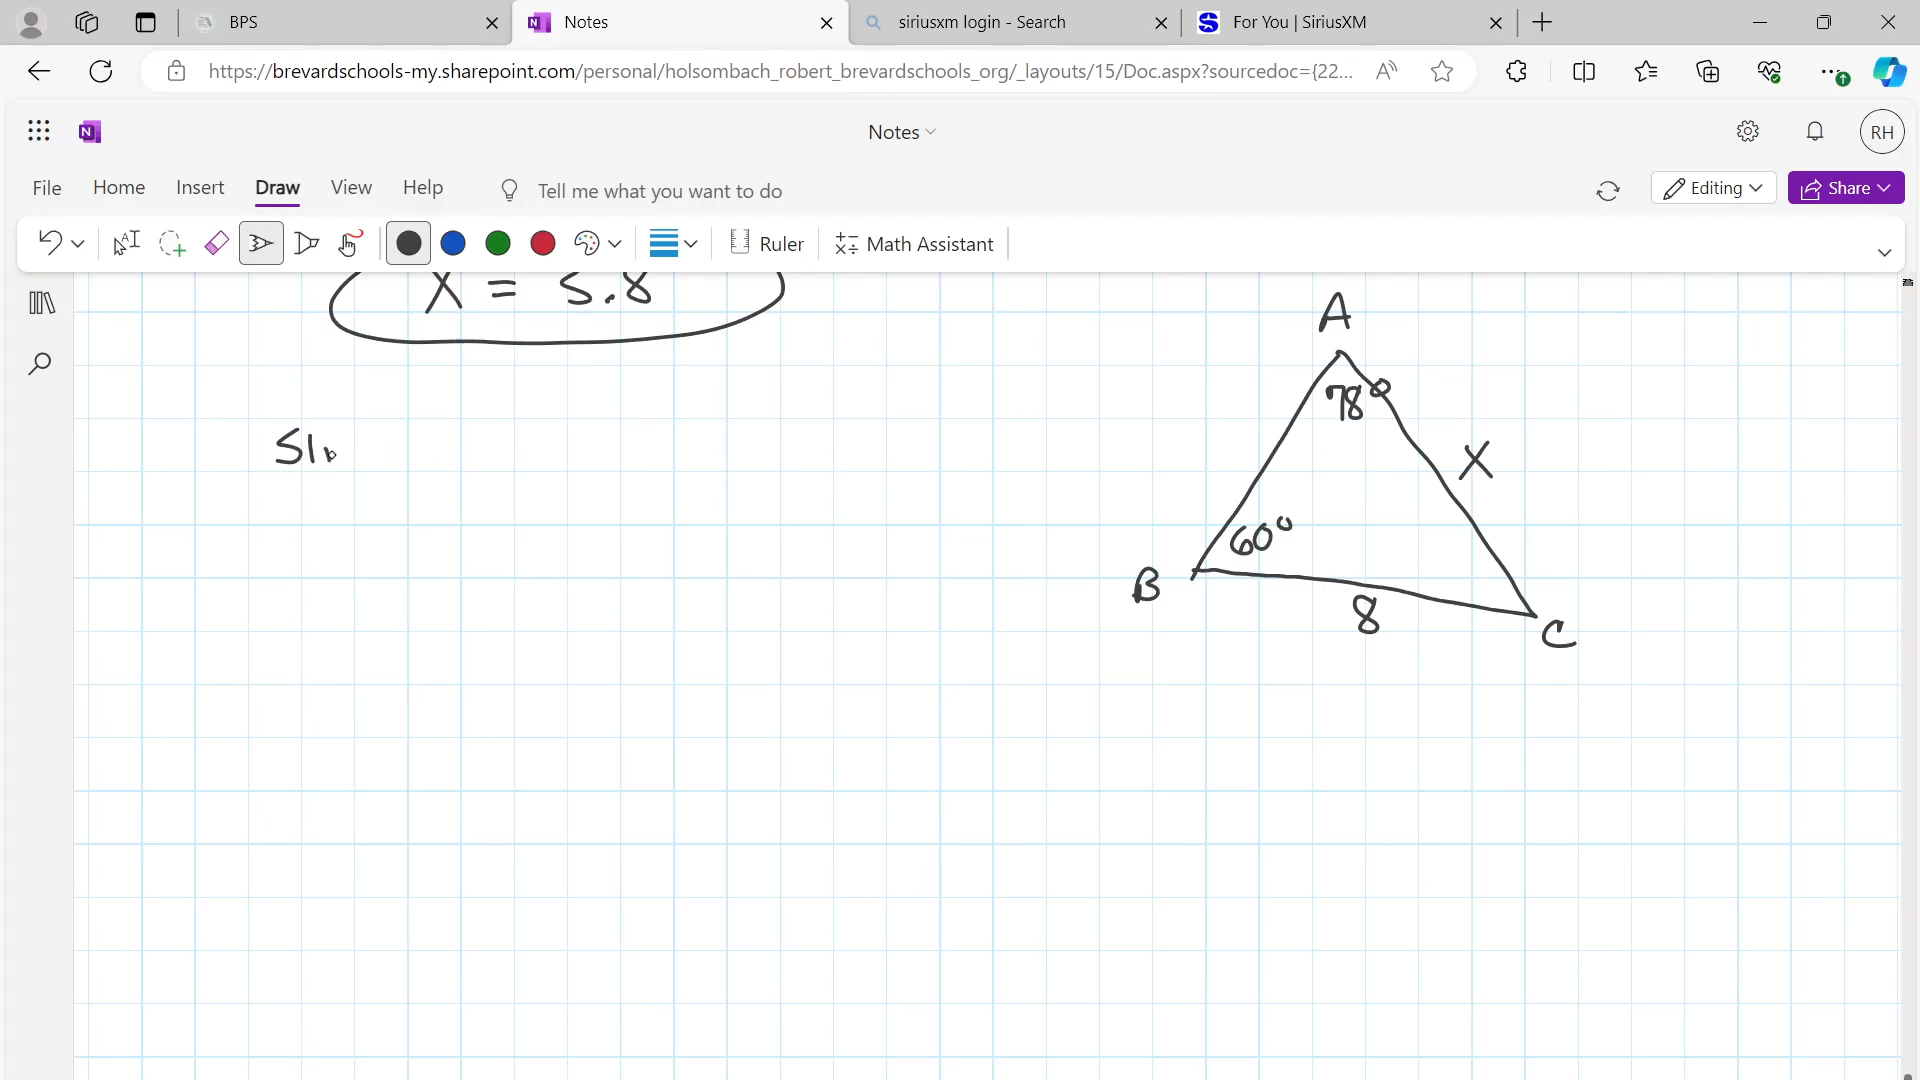 BPS
Notes
siriusxm login - Search
For You | SiriusXM
https://brevardschools-my.sharepoint.com/personal/holsombach_robert_brevardschools_org/_layouts/15/Doc.aspx?sourcedoc={22...
N
Notes
RH
File Home Insert Draw View Help Tell me what you want to do
Editing Share
Ruler Math Assistant
X = 5.8
A
78°
X
60°
B
8
C